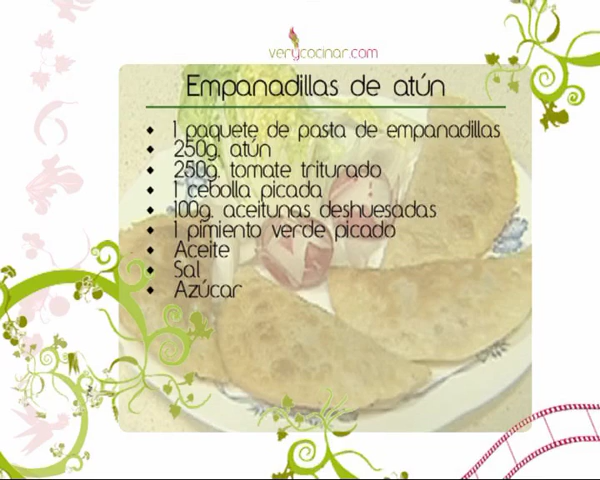 verycocinar.com
Empanadillas de atún
1 paquete de pasta de empanadillas
250g. atún
250g. tomate triturado
1 cebolla picada
100g. aceitunas deshuesadas
1 pimiento verde picado
Aceite
Sal
Azúcar